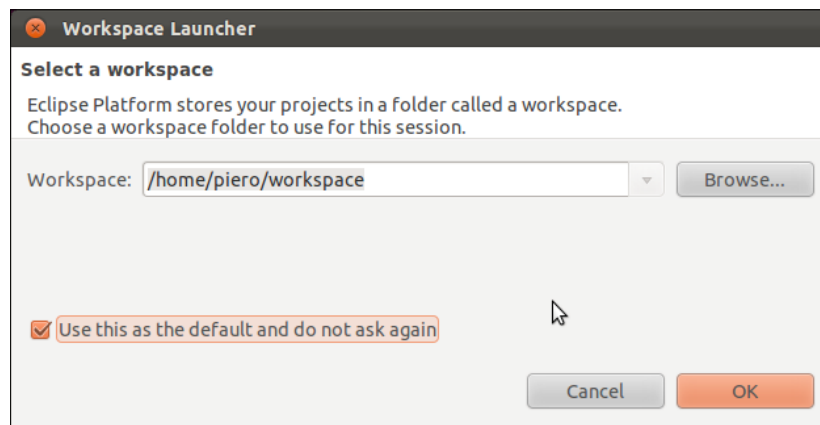 Workspace Launcher
Select a workspace
Eclipse Platform stores your projects in a folder called a workspace.
Choose a workspace folder to use for this session.
Workspace: /home/piero/workspace Browse...
Use this as the default and do not ask again
Cancel OK